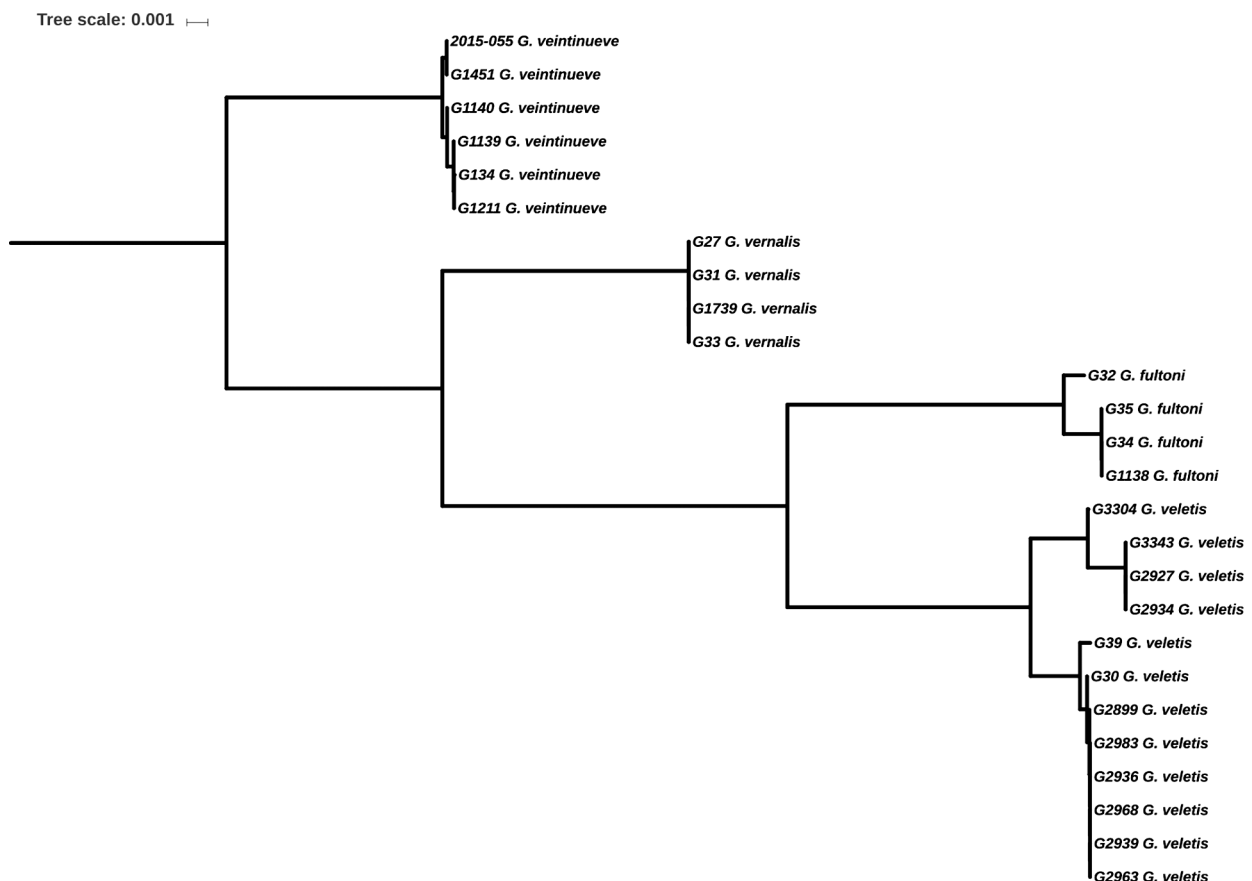 Tree scale: 0.001
2015-055 G. veintinueve
G1451 G. veintinueve
G1140 G. veintinueve
G1139 G. veintinueve
G134 G. veintinueve
G1211 G. veintinueve
G27 G. vernalis
G31 G. vernalis
G1739 G. vernalis
G33 G. vernalis
G32 G. fultoni
G35 G. fultoni
G34 G. fultoni
G1138 G. fultoni
G3304 G. veletis
G3343 G. veletis
G2927 G. veletis
G2934 G. veletis
G39 G. veletis
G30 G. veletis
G2899 G. veletis
G2983 G. veletis
G2936 G. veletis
G2968 G. veletis
G2939 G. veletis
G2963 G. veletis